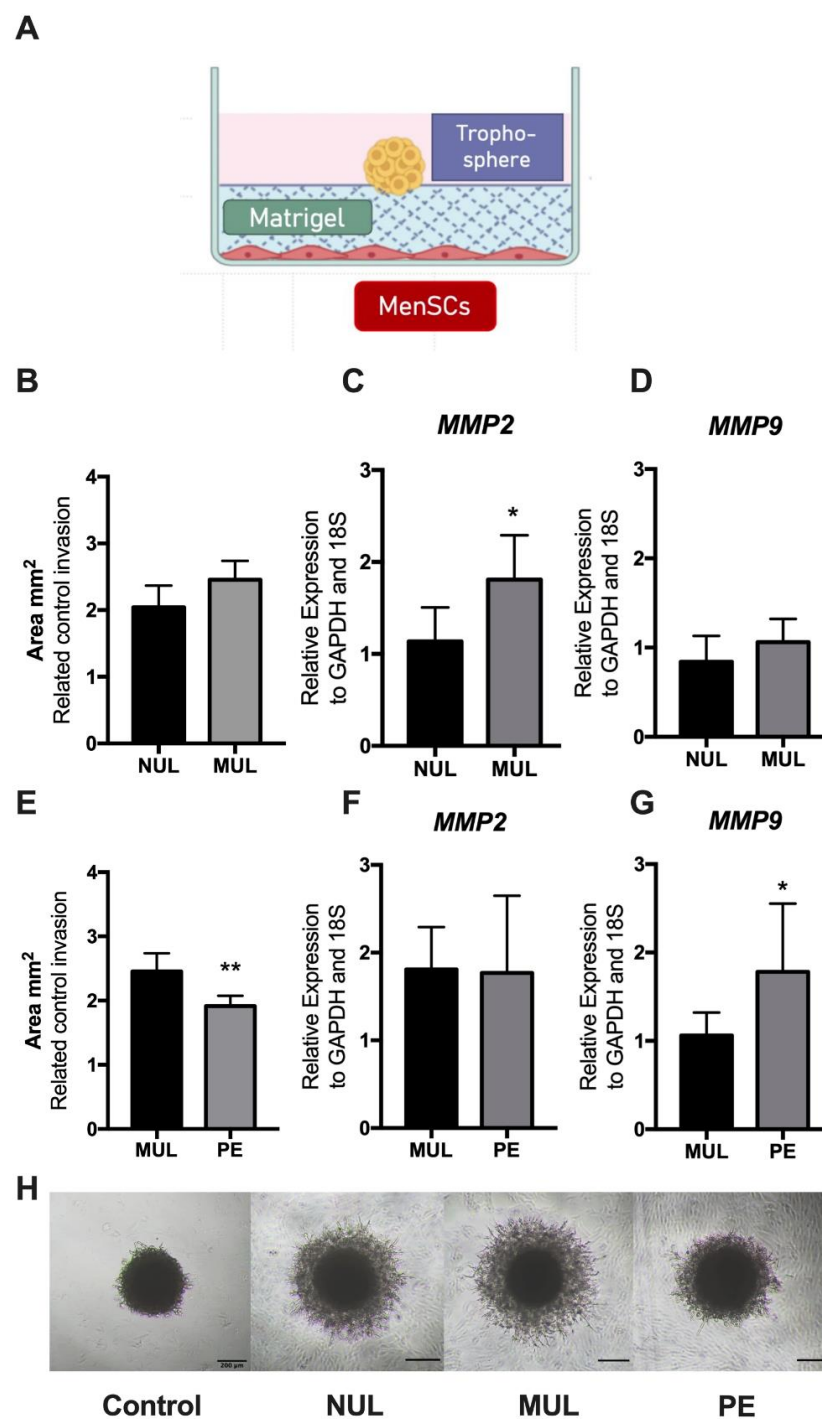 A
Tropho-
sphere
Matrigel
MenSCs
B
C
D
MMP2
MMP9
Area mm²
Related control invasion
4
3
2
1
0
NUL MUL
Relative Expression
to GAPDH and 18S
3
2
1
0
*
NUL MUL
Relative Expression
to GAPDH and 18S
3
2
1
0
NUL MUL
E
F
G
MMP2
MMP9
Area mm²
Related control invasion
4
3
2
1
0
**
MUL PE
Relative Expression
to GAPDH and 18S
3
2
1
0
MUL PE
Relative Expression
to GAPDH and 18S
3
2
1
0
*
MUL PE
H
200 µm
Control NUL MUL PE